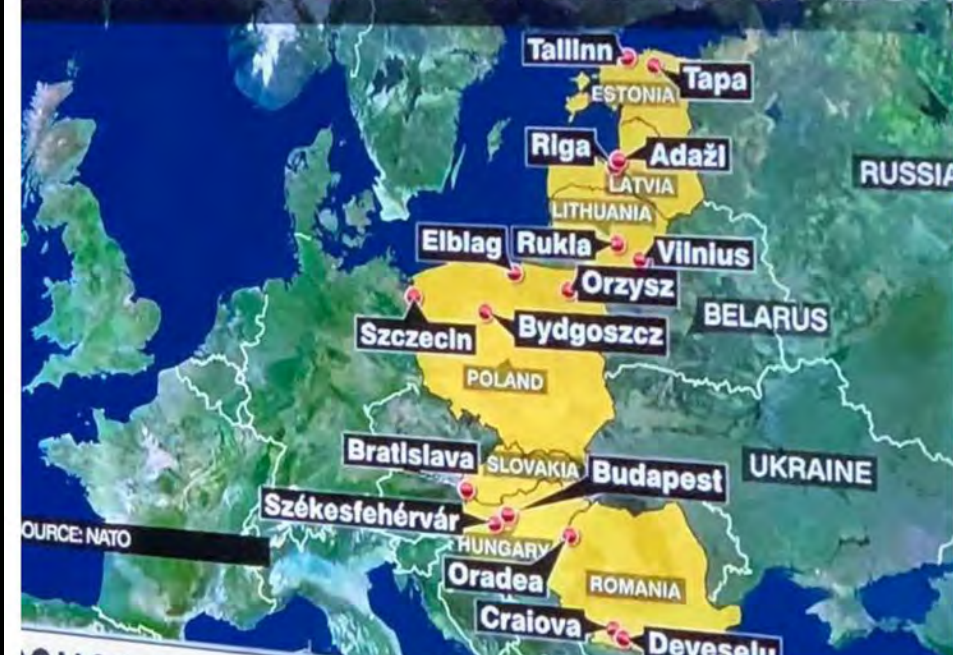 Tallinn
Tapa
ESTONIA
Riga
Adaži
RUSSIA
LATVIA
LITHUANIA
Elblag
Rukla
Vilnius
Orzysz
BELARUS
Szczecin
Bydgoszcz
POLAND
Bratislava
SLOVAKIA
Budapest
UKRAINE
Székesfehérvár
OURCE: NATO
HUNGARY
Oradea
ROMANIA
Craiova
Deveselu